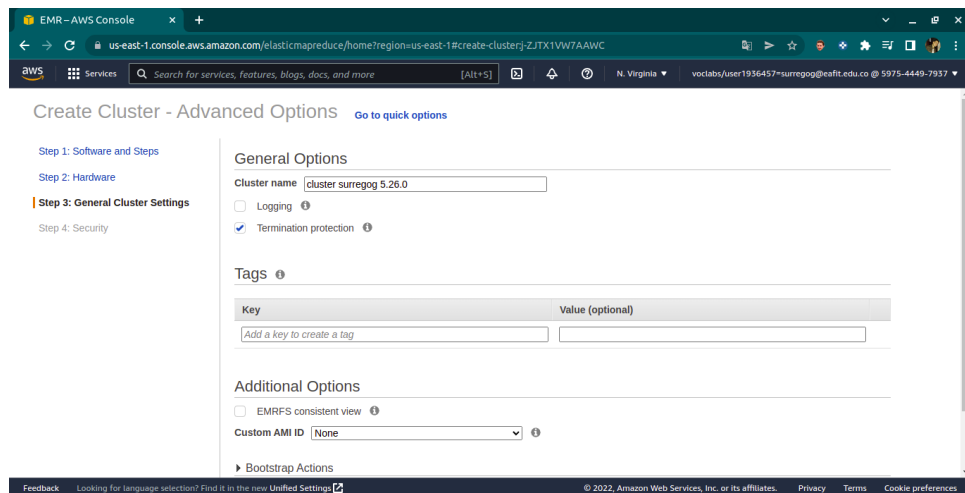 EMR – AWS Console
us-east-1.console.aws.amazon.com/elasticmapreduce/home?region=us-east-1#create-cluster:j-ZJTX1VW7AAWC
aws Services Search for services, features, blogs, docs, and more [Alt+S] N. Virginia voclabs/user1936457=surregog@eafit.edu.co @ 5975-4449-7937
Create Cluster - Advanced Options Go to quick options
Step 1: Software and Steps
Step 2: Hardware
Step 3: General Cluster Settings
Step 4: Security
General Options
Cluster name cluster surregog 5.26.0
Logging
Termination protection
Tags
Key Value (optional)
Add a key to create a tag
Additional Options
EMRFS consistent view
Custom AMI ID None
Bootstrap Actions
Feedback Looking for language selection? Find it in the new Unified Settings © 2022, Amazon Web Services, Inc. or its affiliates. Privacy Terms Cookie preferences